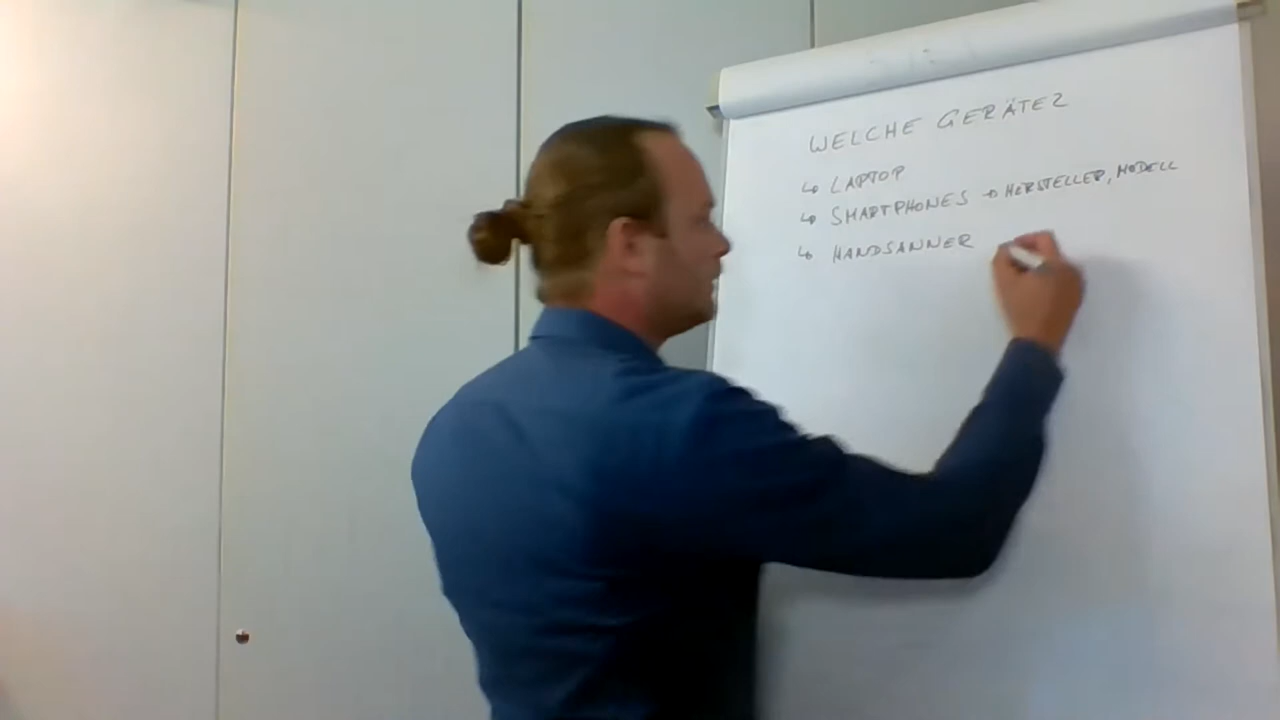 WELCHE GERÄTE?
↳ LAPTOP
↳ SMARTPHONES → HERSTELLER, MODELL
↳ HANDSANNER